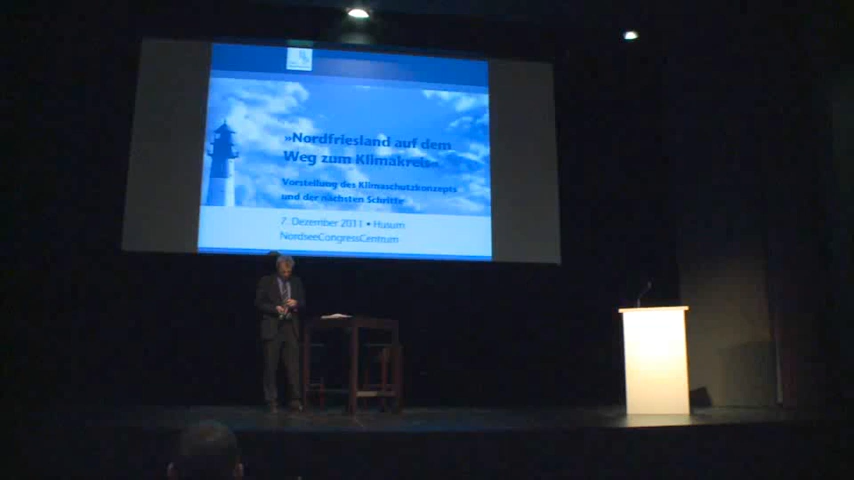 »Nordfriesland auf dem
Weg zum Klimakreis«
Vorstellung des Klimaschutzkonzepts
und der nächsten Schritte
7. Dezember 2011 • Husum
NordseeCongressCentrum